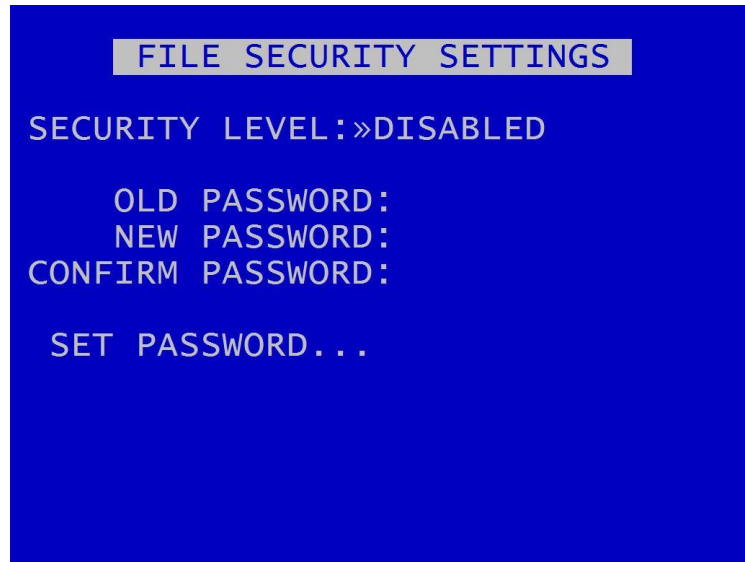 FILE SECURITY SETTINGS
SECURITY LEVEL:»DISABLED
OLD PASSWORD:
NEW PASSWORD:
CONFIRM PASSWORD:
SET PASSWORD...